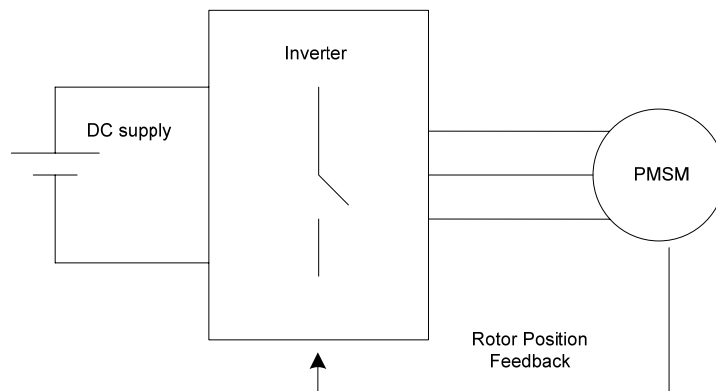 Inverter
DC supply
PMSM
Rotor Position
Feedback